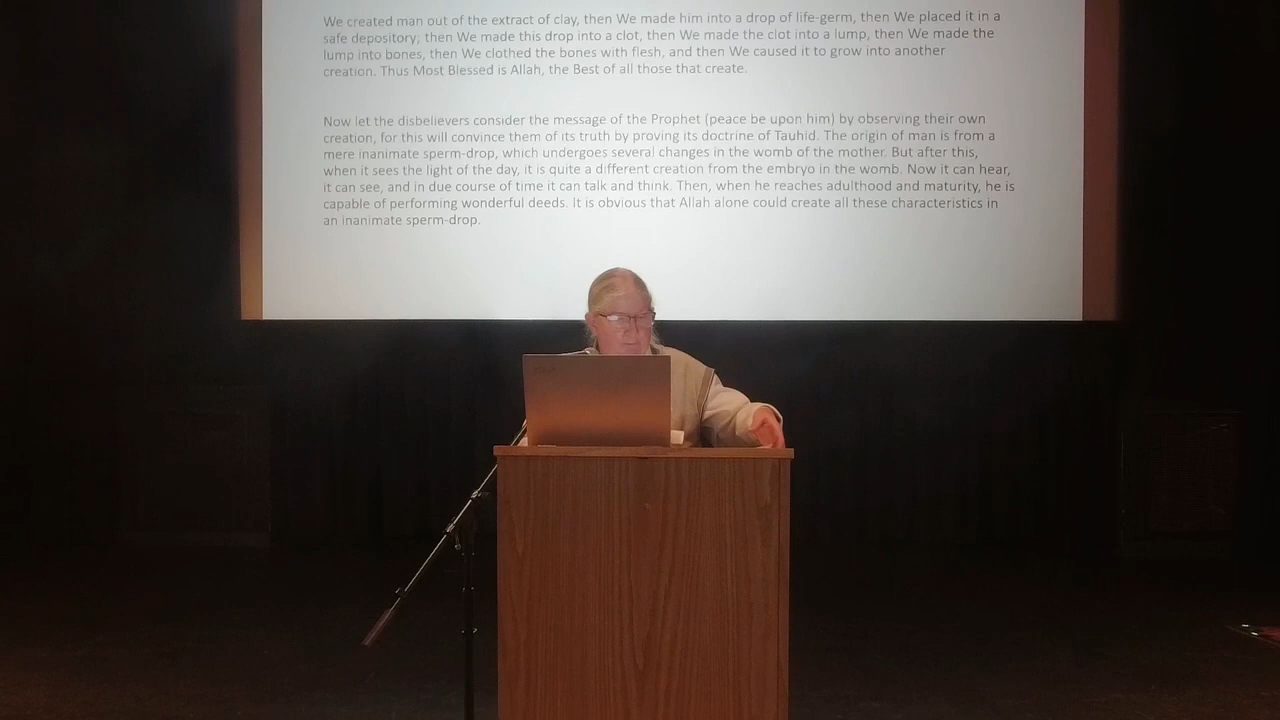 We created man out of the extract of clay, then We made him into a drop of life-germ, then We placed it in a
safe depository; then We made this drop into a clot, then We made the clot into a lump, then We made the
lump into bones, then We clothed the bones with flesh, and then We caused it to grow into another
creation. Thus Most Blessed is Allah, the Best of all those that create.
Now let the disbelievers consider the message of the Prophet (peace be upon him) by observing their own
creation, for this will convince them of its truth by proving its doctrine of Tauhid. The origin of man is from a
mere inanimate sperm-drop, which undergoes several changes in the womb of the mother. But after this,
when it sees the light of the day, it is quite a different creation from the embryo in the womb. Now it can hear,
it can see, and in due course of time it can talk and think. Then, when he reaches adulthood and maturity, he is
capable of performing wonderful deeds. It is obvious that Allah alone could create all these characteristics in
an inanimate sperm-drop.